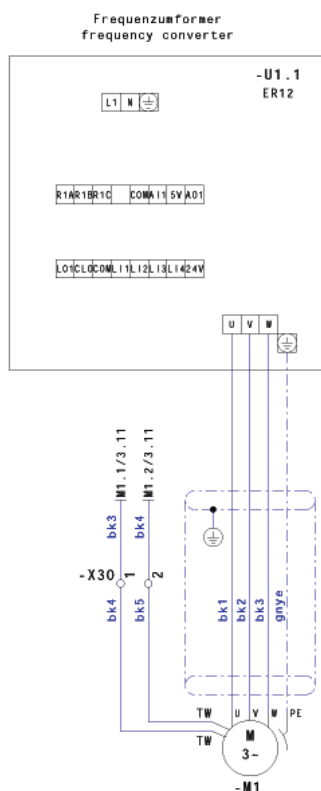 Frequenzumformer
frequency converter
-U1.1
ER12
L1 N
R1A R1B R1C COM AI1 5V AO1
LO1 CLO COM LI1 LI2 LI3 LI4 24V
U V W
M1.1/3.11
M1.2/3.11
bk3
bk4
-X30
1
2
bk4
bk5
bk1
bk2
bk3
gnye
TW U V W PE
TW
M
3~
-M1